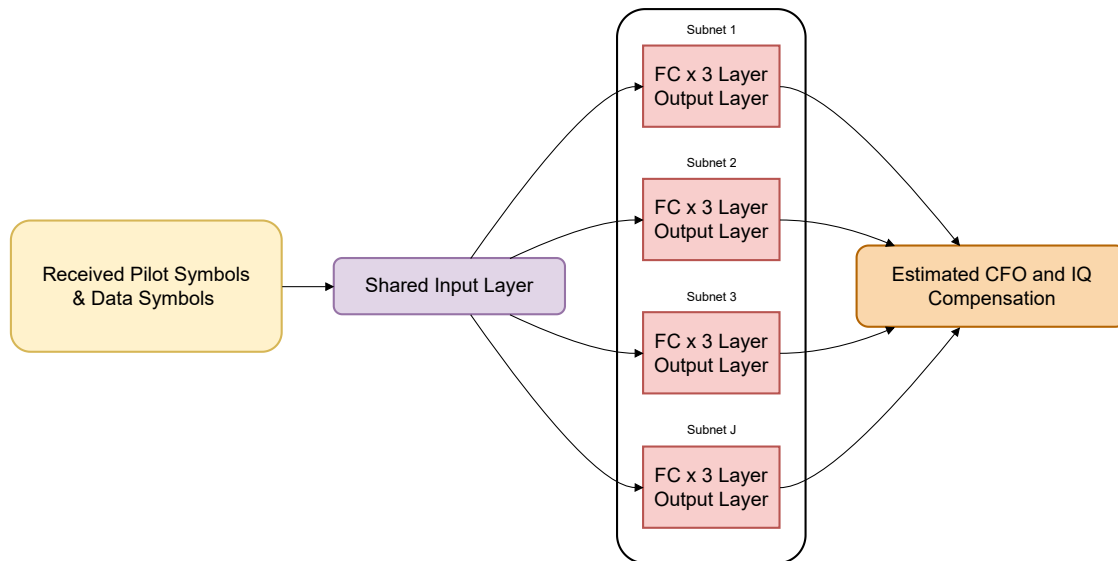 Received Pilot Symbols
& Data Symbols
Shared Input Layer
Subnet 1
FC x 3 Layer
Output Layer
Subnet 2
FC x 3 Layer
Output Layer
Subnet 3
FC x 3 Layer
Output Layer
Subnet J
FC x 3 Layer
Output Layer
Estimated CFO and IQ
Compensation